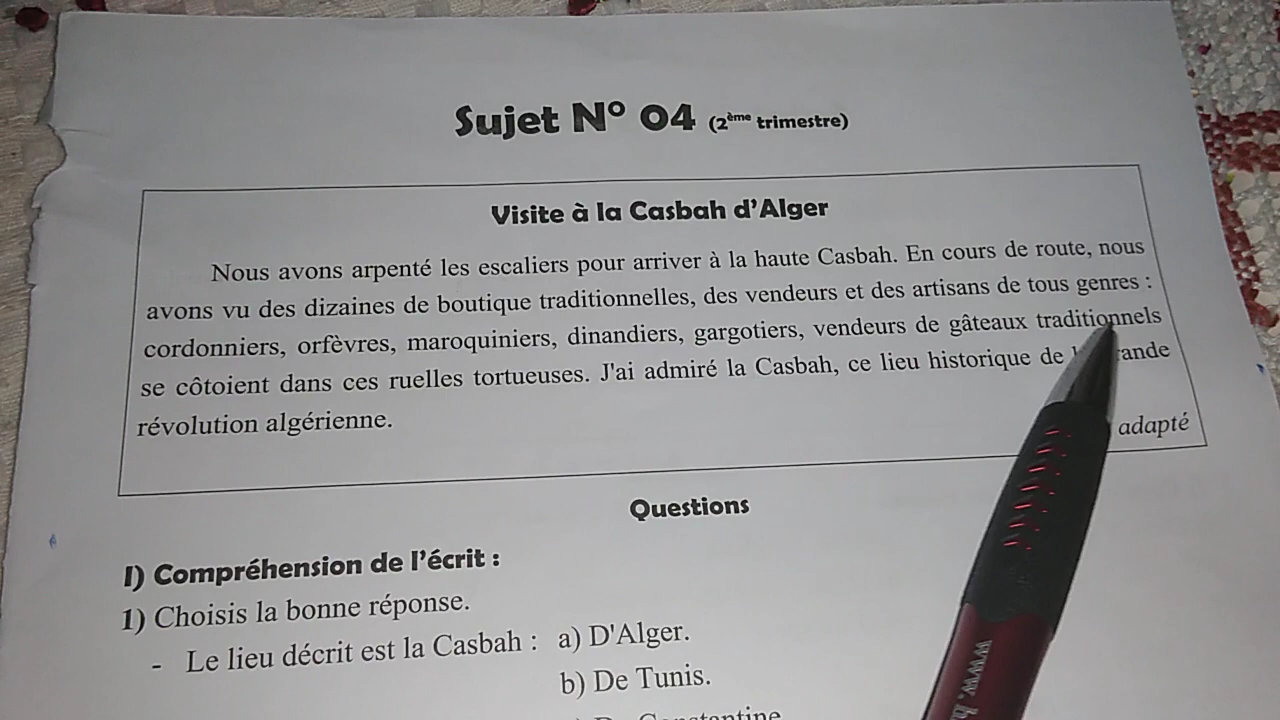 Sujet N° 04 (2ème trimestre)
Visite à la Casbah d'Alger
Nous avons arpenté les escaliers pour arriver à la haute Casbah. En cours de route, nous
avons vu des dizaines de boutique traditionnelles, des vendeurs et des artisans de tous genres :
cordonniers, orfèvres, maroquiniers, dinandiers, gargotiers, vendeurs de gâteaux traditionnels
se côtoient dans ces ruelles tortueuses. J'ai admiré la Casbah, ce lieu historique de
révolution algérienne.
adapté
Questions
I) Compréhension de l'écrit :
1) Choisis la bonne réponse.
- Le lieu décrit est la Casbah : a) D'Alger.
b) De Tunis.
www.